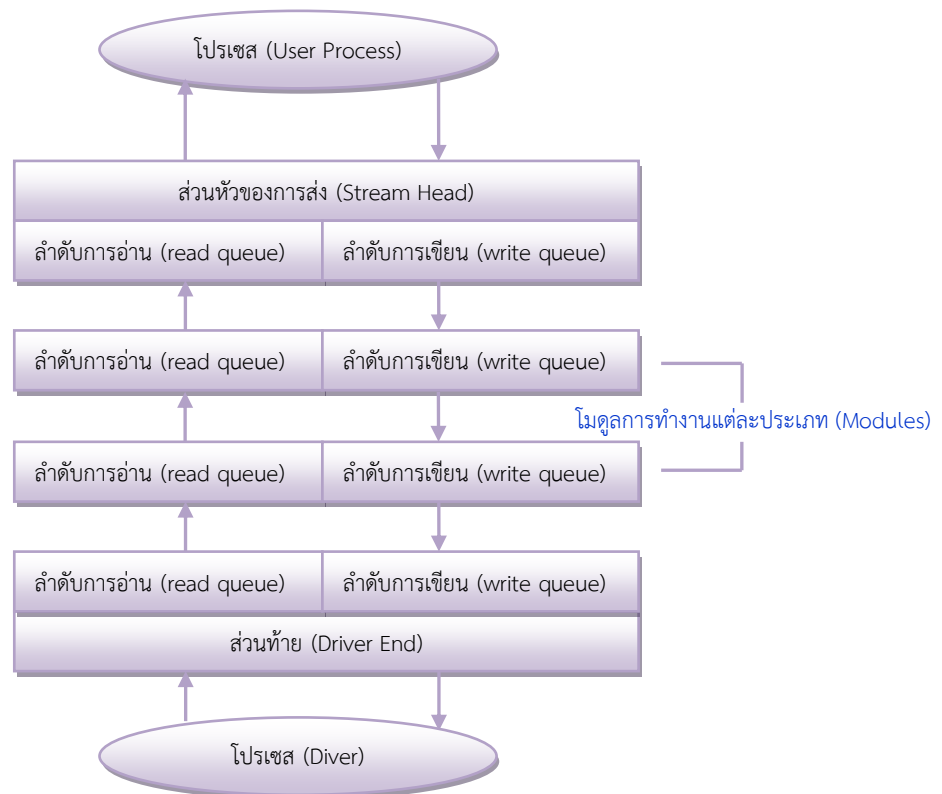 โปรเซส (User Process)
ส่วนหัวของการส่ง (Stream Head)
ลำดับการอ่าน (read queue)
ลำดับการเขียน (write queue)
ลำดับการอ่าน (read queue)
ลำดับการเขียน (write queue)
โมดูลการทำงานแต่ละประเภท (Modules)
ลำดับการอ่าน (read queue)
ลำดับการเขียน (write queue)
ลำดับการอ่าน (read queue)
ลำดับการเขียน (write queue)
ส่วนท้าย (Driver End)
โปรเซส (Diver)